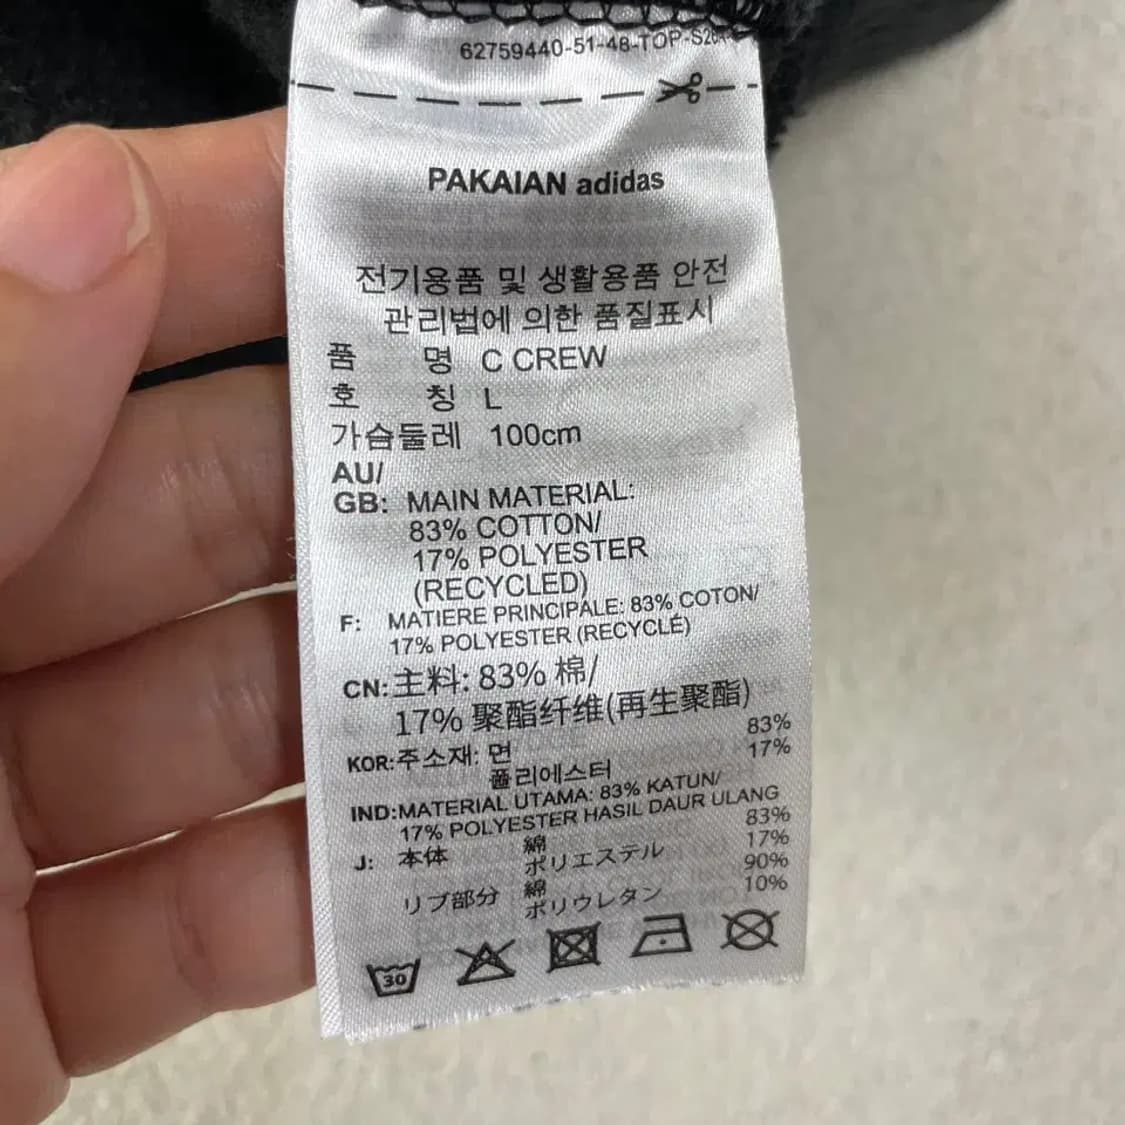 62759440-51-48-TOP-S20
PAKAIAN adidas
전기용품 및 생활용품 안전
관리법에 의한 품질표시
품 명 C CREW
호 칭 L
가슴둘레 100cm
AU/
GB: MAIN MATERIAL:
83% COTTON/
17% POLYESTER
(RECYCLED)
F: MATIERE PRINCIPALE: 83% COTON/
17% POLYESTER (RECYCLÉ)
CN: 主料: 83% 棉/
17% 聚酯纤维(再生聚酯)
KOR: 주소재: 면 83%
폴리에스터 17%
IND: MATERIAL UTAMA: 83% KATUN/
17% POLYESTER HASIL DAUR ULANG
J: 本体 綿 83%
ポリエステル 17%
リブ部分 綿 90%
ポリウレタン 10%
30